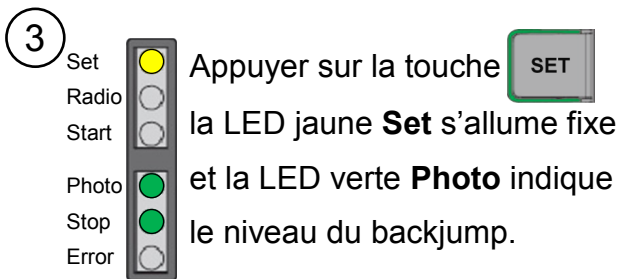 3
Set
Radio
Start
Photo
Stop
Error
Appuyer sur la touche SET
la LED jaune Set s’allume fixe
et la LED verte Photo indique
le niveau du backjump.